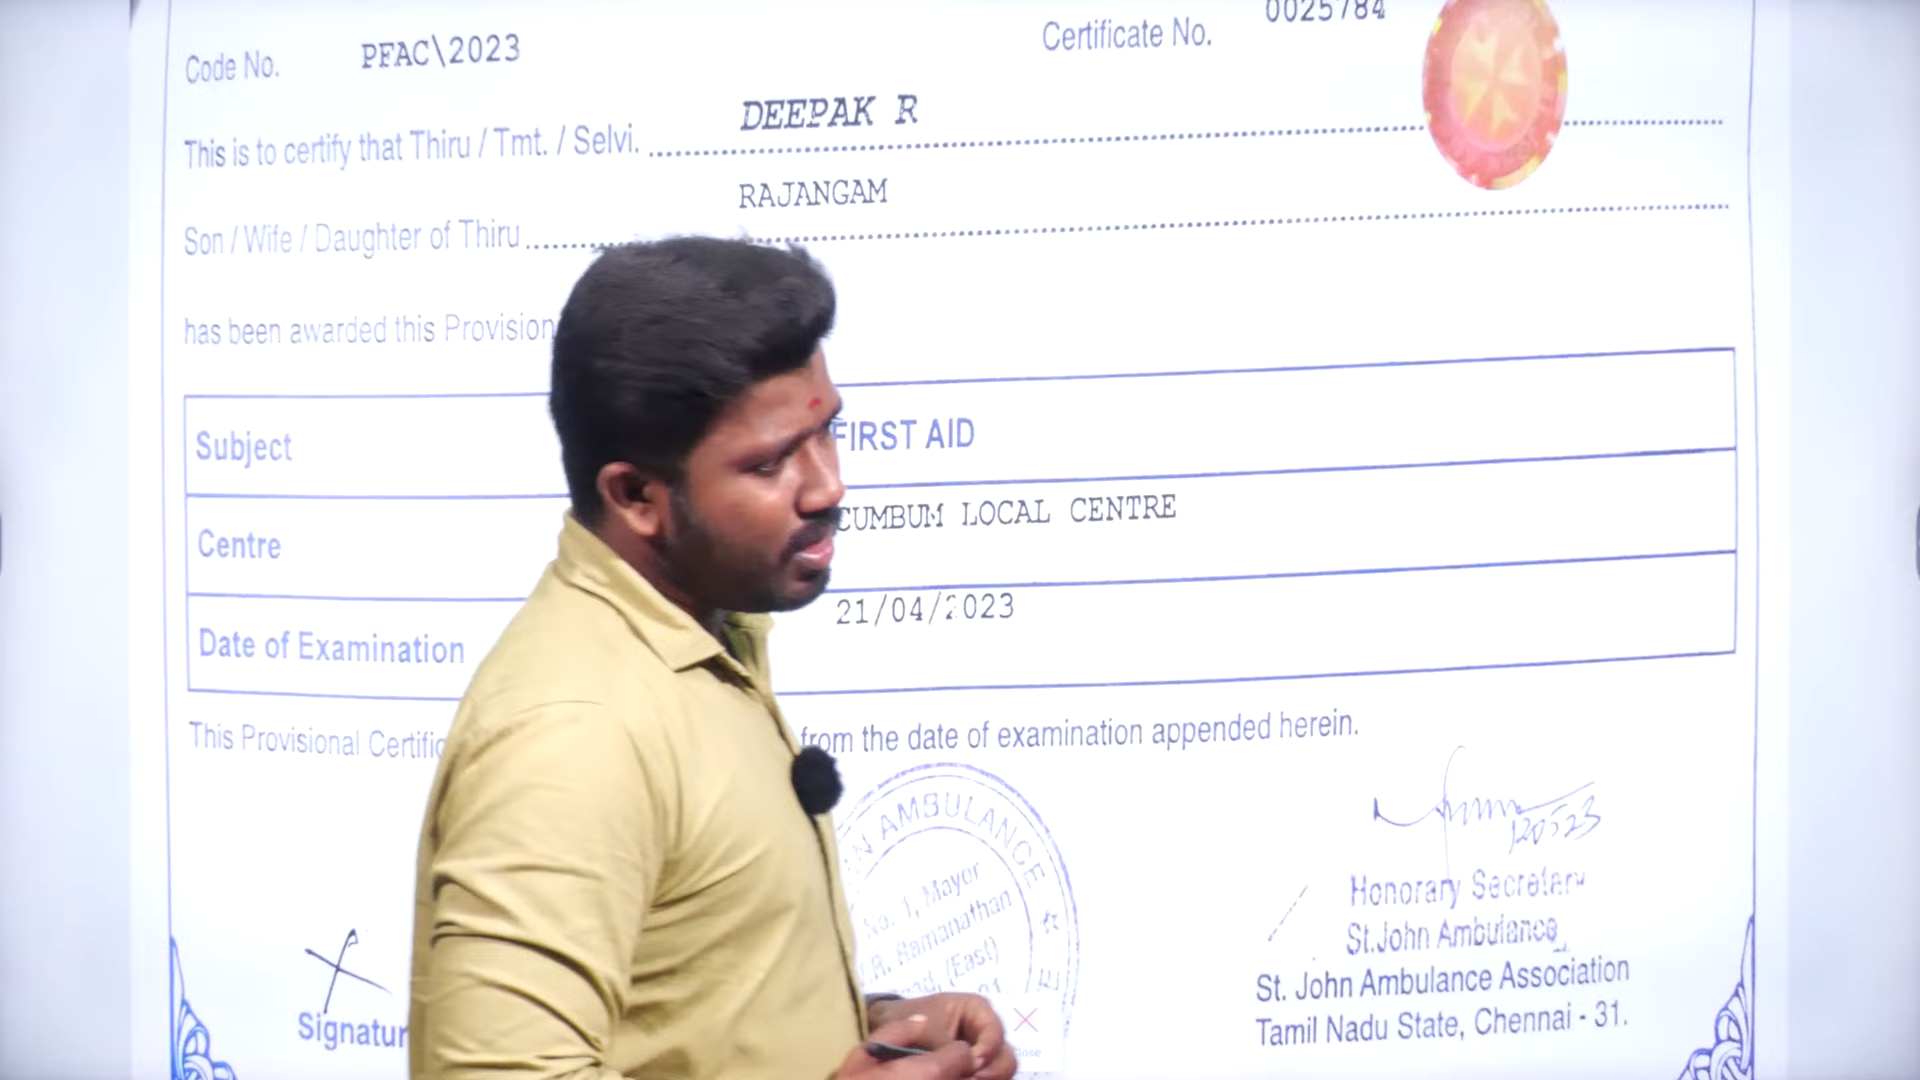 Code No. PFAC\2023
Certificate No. 0025784
This is to certify that Thiru / Tmt. / Selvi. DEEPAK R
Son / Wife / Daughter of Thiru RAJANGAM
has been awarded this Provision
Subject FIRST AID
Centre CUMBUM LOCAL CENTRE
Date of Examination 21/04/2023
This Provisional Certific from the date of examination appended herein.
AMBULANCE
No. 1, Mayor
Ramanathan
(East)
Close
Signatur
Honorary Secretary
St.John Ambulance
St. John Ambulance Association
Tamil Nadu State, Chennai - 31.